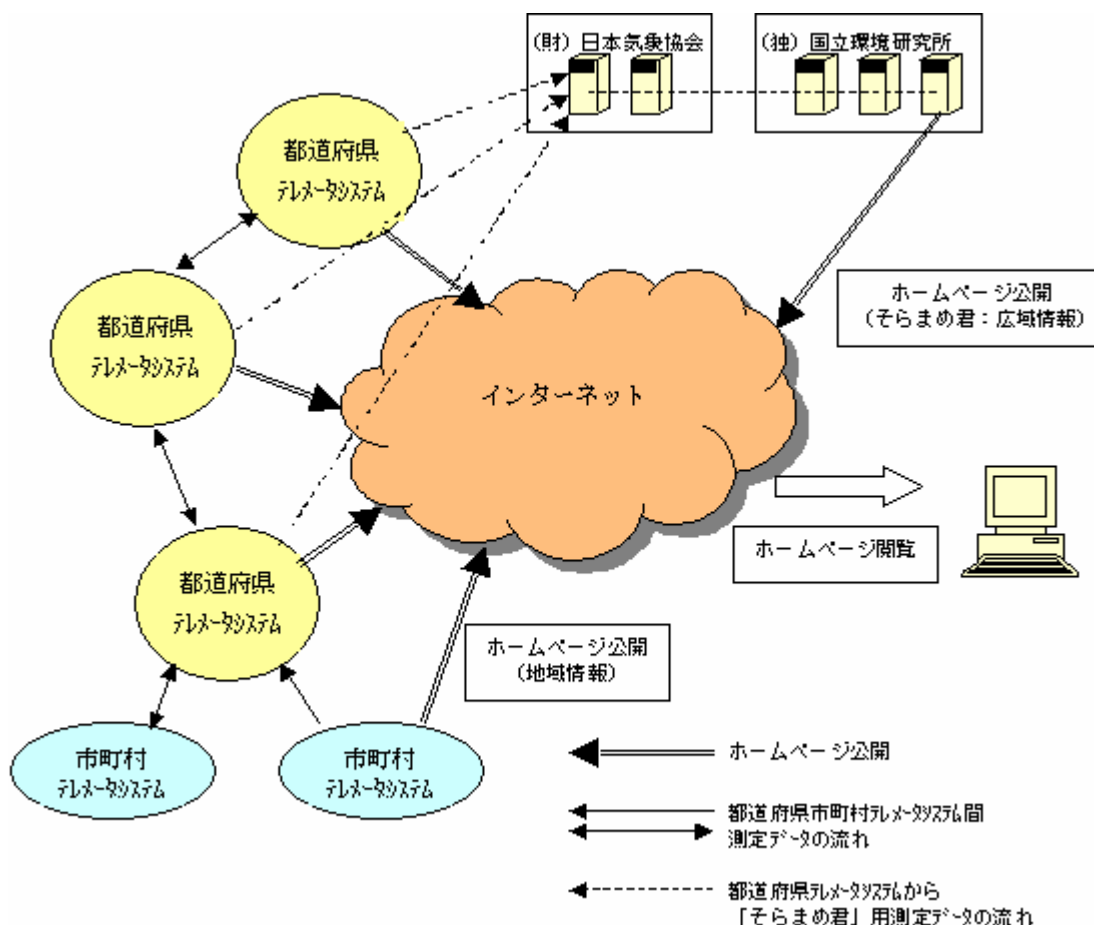 (財)日本気象協会
(独)国立環境研究所
都道府県
ﾃﾚﾒｰﾀｼｽﾃﾑ
都道府県
ﾃﾚﾒｰﾀｼｽﾃﾑ
ホームページ公開
(そらまめ君:広域情報)
インターネット
ホームページ閲覧
都道府県
ﾃﾚﾒｰﾀｼｽﾃﾑ
ホームページ公開
(地域情報)
市町村
ﾃﾚﾒｰﾀｼｽﾃﾑ
市町村
ﾃﾚﾒｰﾀｼｽﾃﾑ
ホームページ公開
都道府県市町村ﾃﾚﾒｰﾀｼｽﾃﾑ間
測定ﾃﾞｰﾀの流れ
都道府県ﾃﾚﾒｰﾀｼｽﾃﾑから
「そらまめ君」用測定ﾃﾞｰﾀの流れ